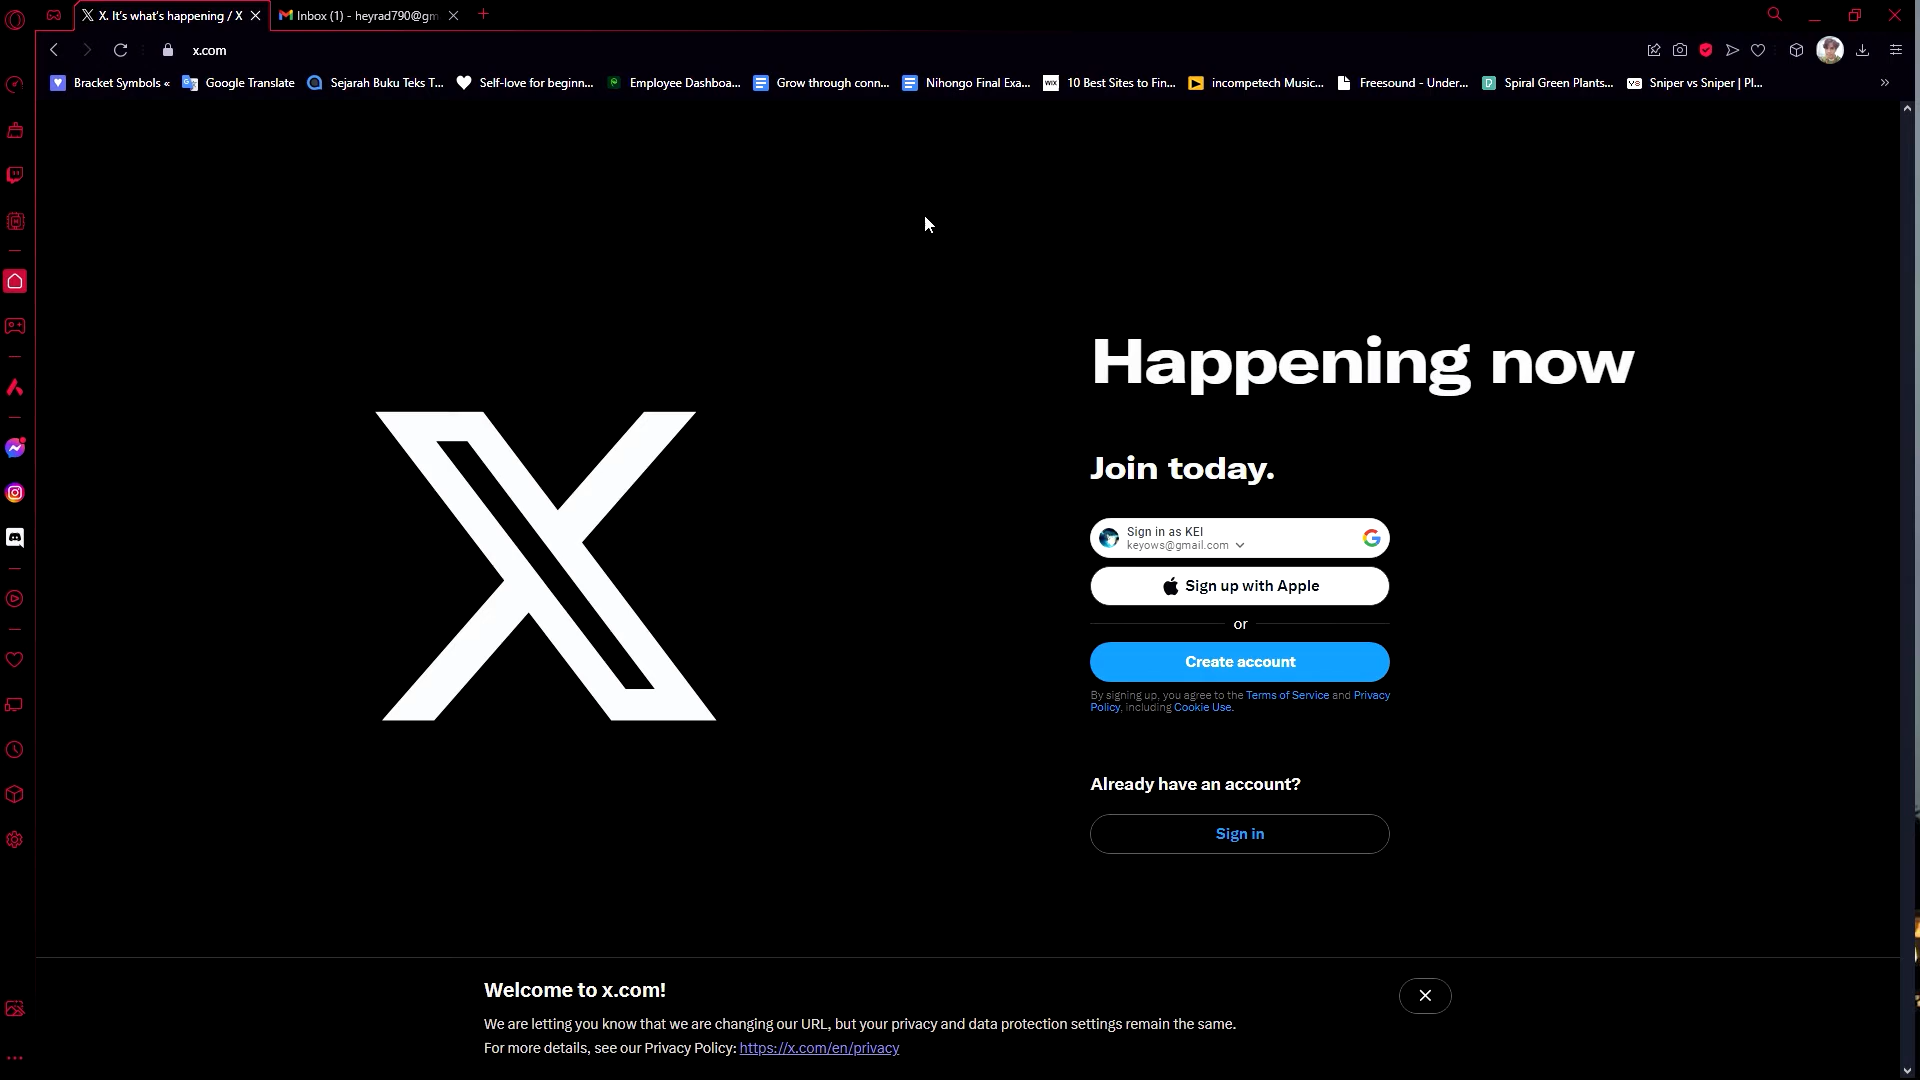 X. It's what's happening / X
Inbox (1) - heyrad790@gm
x.com
Bracket Symbols «
Google Translate
Sejarah Buku Teks T...
Self-love for beginn...
Employee Dashboa...
Grow through conn...
Nihongo Final Exa...
WIX
10 Best Sites to Fin...
incompetech Music...
Freesound - Under...
Spiral Green Plants...
VS
Sniper vs Sniper | Pl...
Happening now
Join today.
Sign in as KEI
keyows@gmail.com
Sign up with Apple
or
Create account
By signing up, you agree to the Terms of Service and Privacy
Policy, including Cookie Use.
Already have an account?
Sign in
Welcome to x.com!
We are letting you know that we are changing our URL, but your privacy and data protection settings remain the same.
For more details, see our Privacy Policy: https://x.com/en/privacy